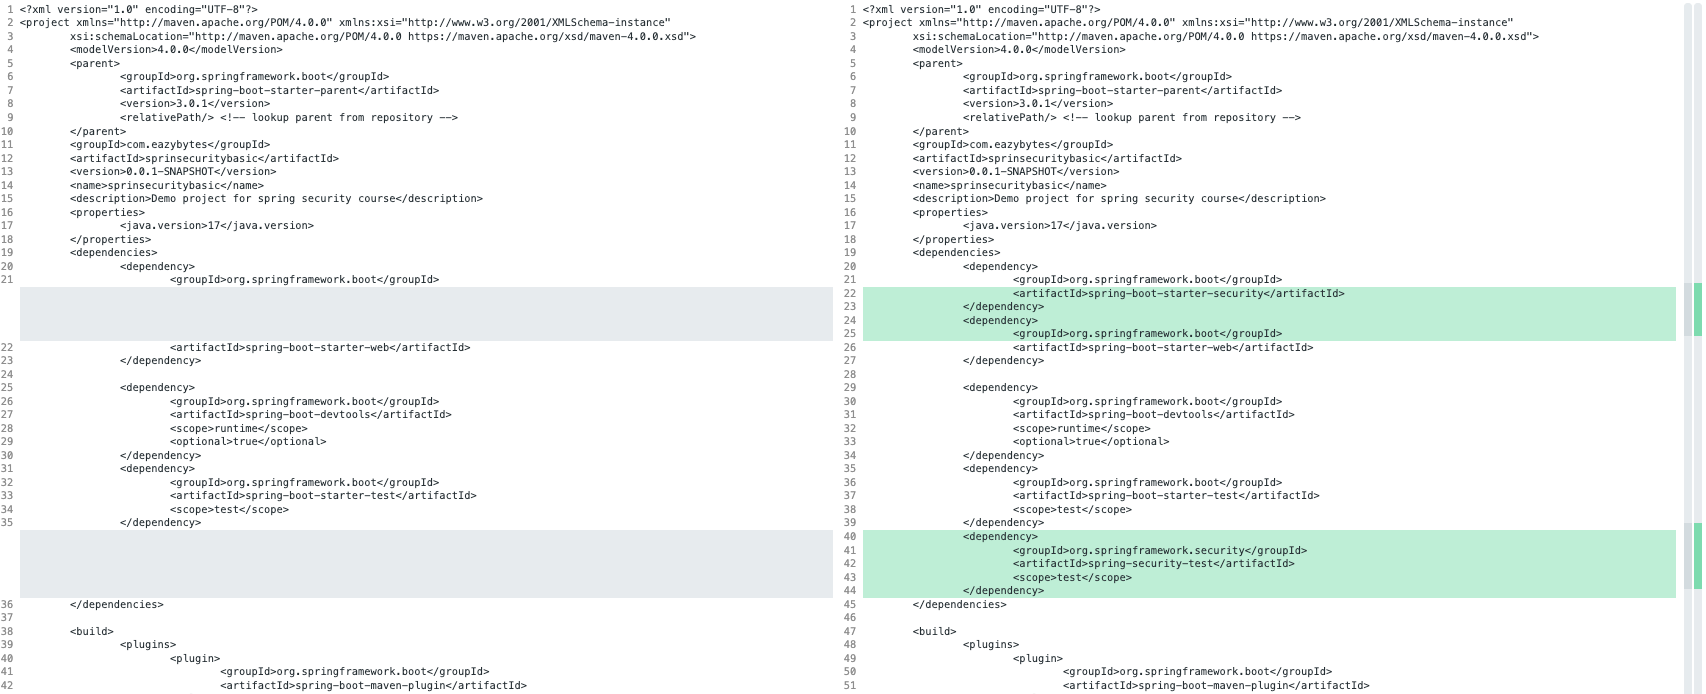 1 <?xml version="1.0" encoding="UTF-8"?>
2 <project xmlns="http://maven.apache.org/POM/4.0.0" xmlns:xsi="http://www.w3.org/2001/XMLSchema-instance"
3 xsi:schemaLocation="http://maven.apache.org/POM/4.0.0 https://maven.apache.org/xsd/maven-4.0.0.xsd">
4 <modelVersion>4.0.0</modelVersion>
5 <parent>
6 <groupId>org.springframework.boot</groupId>
7 <artifactId>spring-boot-starter-parent</artifactId>
8 <version>3.0.1</version>
9 <relativePath/> <!-- lookup parent from repository -->
10 </parent>
11 <groupId>com.eazybytes</groupId>
12 <artifactId>sprinsecuritybasic</artifactId>
13 <version>0.0.1-SNAPSHOT</version>
14 <name>sprinsecuritybasic</name>
15 <description>Demo project for spring security course</description>
16 <properties>
17 <java.version>17</java.version>
18 </properties>
19 <dependencies>
20 <dependency>
21 <groupId>org.springframework.boot</groupId>
22 <artifactId>spring-boot-starter-web</artifactId>
23 </dependency>
24
25 <dependency>
26 <groupId>org.springframework.boot</groupId>
27 <artifactId>spring-boot-devtools</artifactId>
28 <scope>runtime</scope>
29 <optional>true</optional>
30 </dependency>
31 <dependency>
32 <groupId>org.springframework.boot</groupId>
33 <artifactId>spring-boot-starter-test</artifactId>
34 <scope>test</scope>
35 </dependency>
36 </dependencies>
37
38 <build>
39 <plugins>
40 <plugin>
41 <groupId>org.springframework.boot</groupId>
42 <artifactId>spring-boot-maven-plugin</artifactId>
1 <?xml version="1.0" encoding="UTF-8"?>
2 <project xmlns="http://maven.apache.org/POM/4.0.0" xmlns:xsi="http://www.w3.org/2001/XMLSchema-instance"
3 xsi:schemaLocation="http://maven.apache.org/POM/4.0.0 https://maven.apache.org/xsd/maven-4.0.0.xsd">
4 <modelVersion>4.0.0</modelVersion>
5 <parent>
6 <groupId>org.springframework.boot</groupId>
7 <artifactId>spring-boot-starter-parent</artifactId>
8 <version>3.0.1</version>
9 <relativePath/> <!-- lookup parent from repository -->
10 </parent>
11 <groupId>com.eazybytes</groupId>
12 <artifactId>sprinsecuritybasic</artifactId>
13 <version>0.0.1-SNAPSHOT</version>
14 <name>sprinsecuritybasic</name>
15 <description>Demo project for spring security course</description>
16 <properties>
17 <java.version>17</java.version>
18 </properties>
19 <dependencies>
20 <dependency>
21 <groupId>org.springframework.boot</groupId>
22 <artifactId>spring-boot-starter-security</artifactId>
23 </dependency>
24 <dependency>
25 <groupId>org.springframework.boot</groupId>
26 <artifactId>spring-boot-starter-web</artifactId>
27 </dependency>
28
29 <dependency>
30 <groupId>org.springframework.boot</groupId>
31 <artifactId>spring-boot-devtools</artifactId>
32 <scope>runtime</scope>
33 <optional>true</optional>
34 </dependency>
35 <dependency>
36 <groupId>org.springframework.boot</groupId>
37 <artifactId>spring-boot-starter-test</artifactId>
38 <scope>test</scope>
39 </dependency>
40 <dependency>
41 <groupId>org.springframework.security</groupId>
42 <artifactId>spring-security-test</artifactId>
43 <scope>test</scope>
44 </dependency>
45 </dependencies>
46
47 <build>
48 <plugins>
49 <plugin>
50 <groupId>org.springframework.boot</groupId>
51 <artifactId>spring-boot-maven-plugin</artifactId>